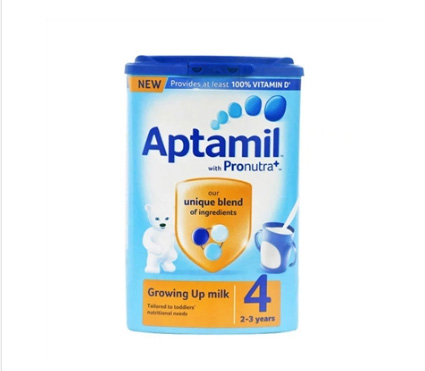 NEW
Provides at least 100% VITAMIN D
Aptamil
with Pronutra+
our
unique blend
of ingredients
Growing Up milk
Tailored to toddlers'
nutritional needs
4
2-3 years